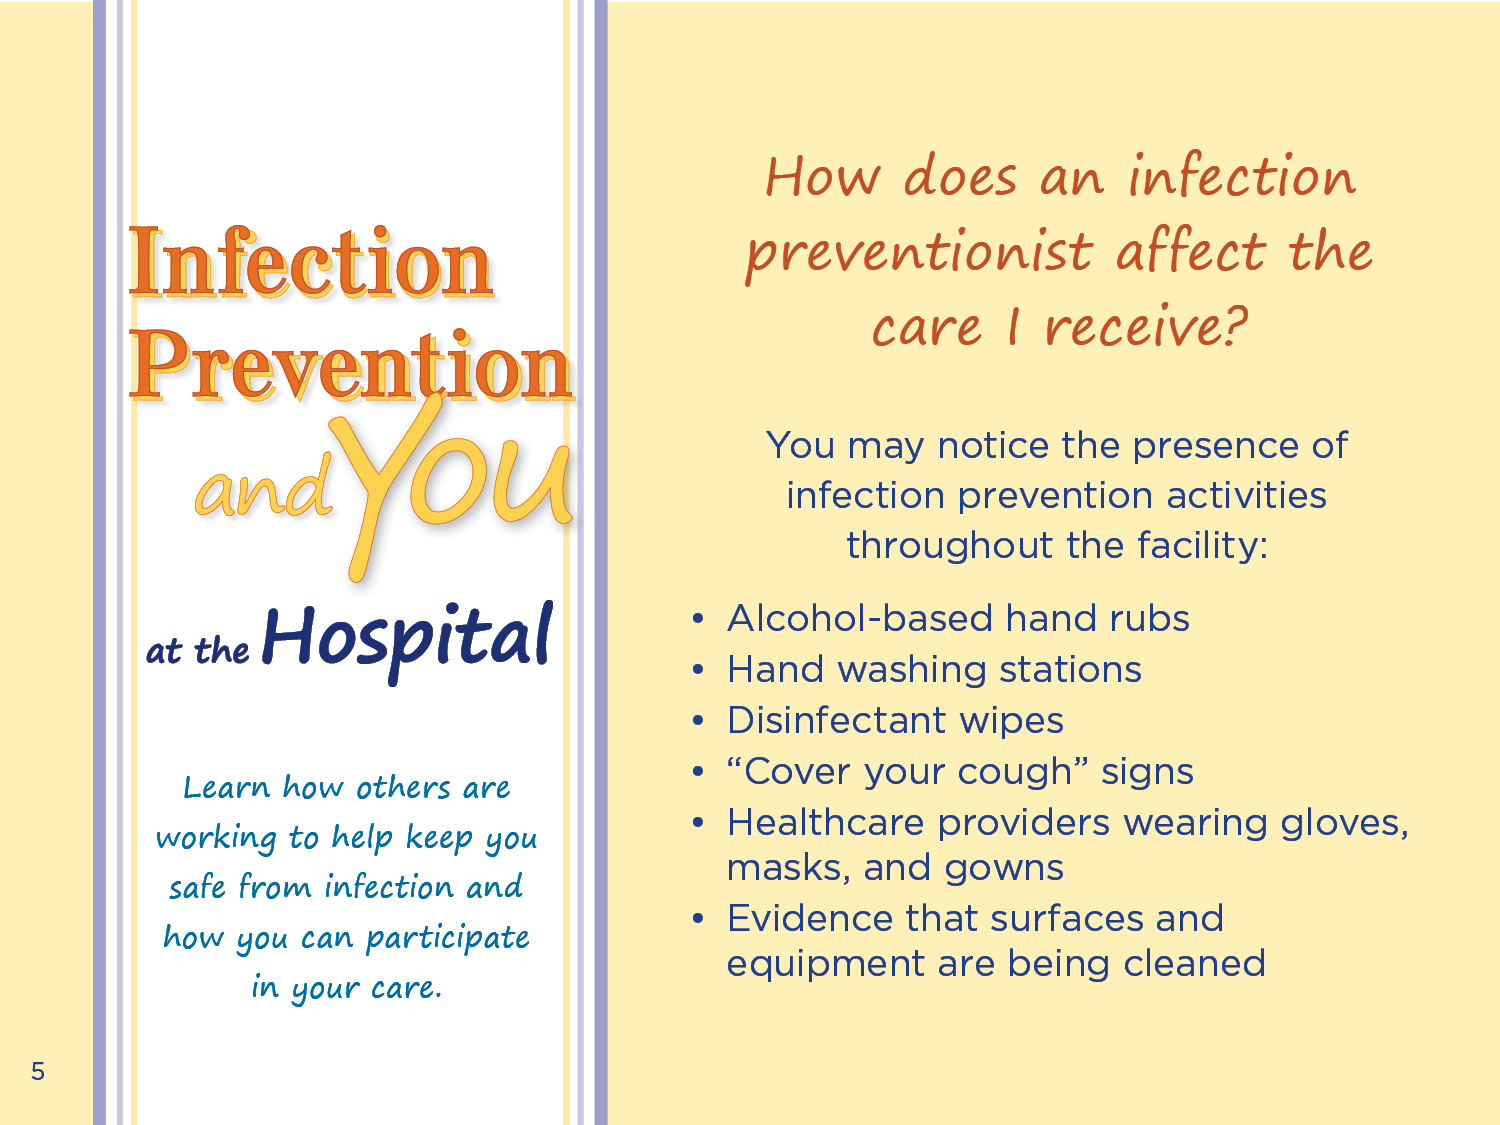 Infection
Prevention
and You
at the Hospital
Learn how others are
working to help keep you
safe from infection and
how you can participate
in your care.
5
How does an infection
preventionist affect the
care I receive?
You may notice the presence of
infection prevention activities
throughout the facility:
• Alcohol-based hand rubs
• Hand washing stations
• Disinfectant wipes
• “Cover your cough” signs
• Healthcare providers wearing gloves,
masks, and gowns
• Evidence that surfaces and
equipment are being cleaned